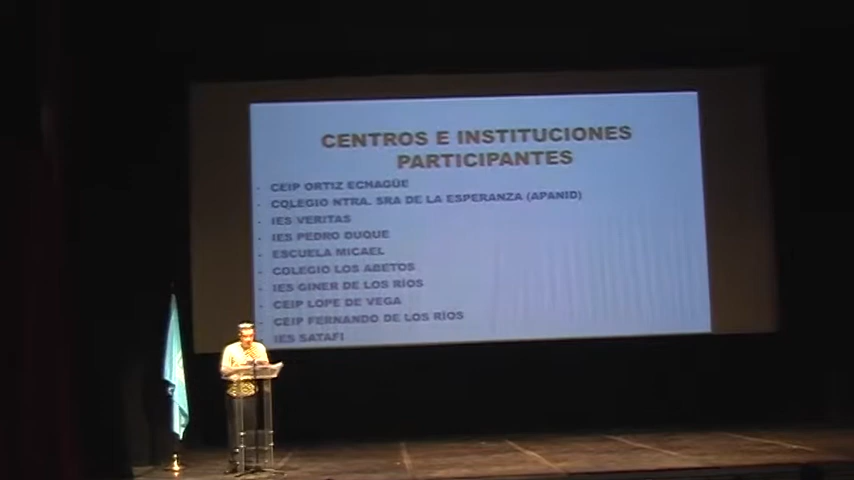 CENTROS E INSTITUCIONES
PARTICIPANTES
• CEIP ORTIZ ECHAGÜE
• COLEGIO NTRA. SRA DE LA ESPERANZA (APANID)
• IES VERITAS
• IES PEDRO DUQUE
• ESCUELA MICAEL
• COLEGIO LOS ABETOS
• IES GINER DE LOS RÍOS
• CEIP LOPE DE VEGA
• CEIP FERNANDO DE LOS RÍOS
• IES SATAFI